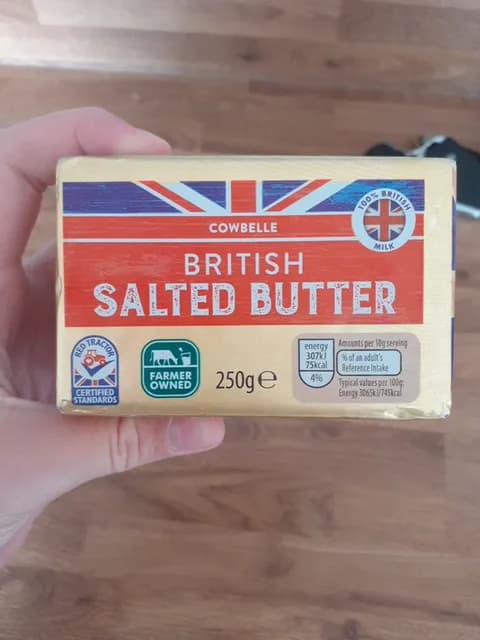 100% BRITISH
MILK
COWBELLE
BRITISH
SALTED BUTTER
RED TRACTOR
CERTIFIED
STANDARDS
FARMER
OWNED
250g℮
energy
307kJ
75kcal
4%
Amounts per 10g serving
% of an adult's
Reference Intake
Typical values per 100g:
Energy 3065kJ/745kcal